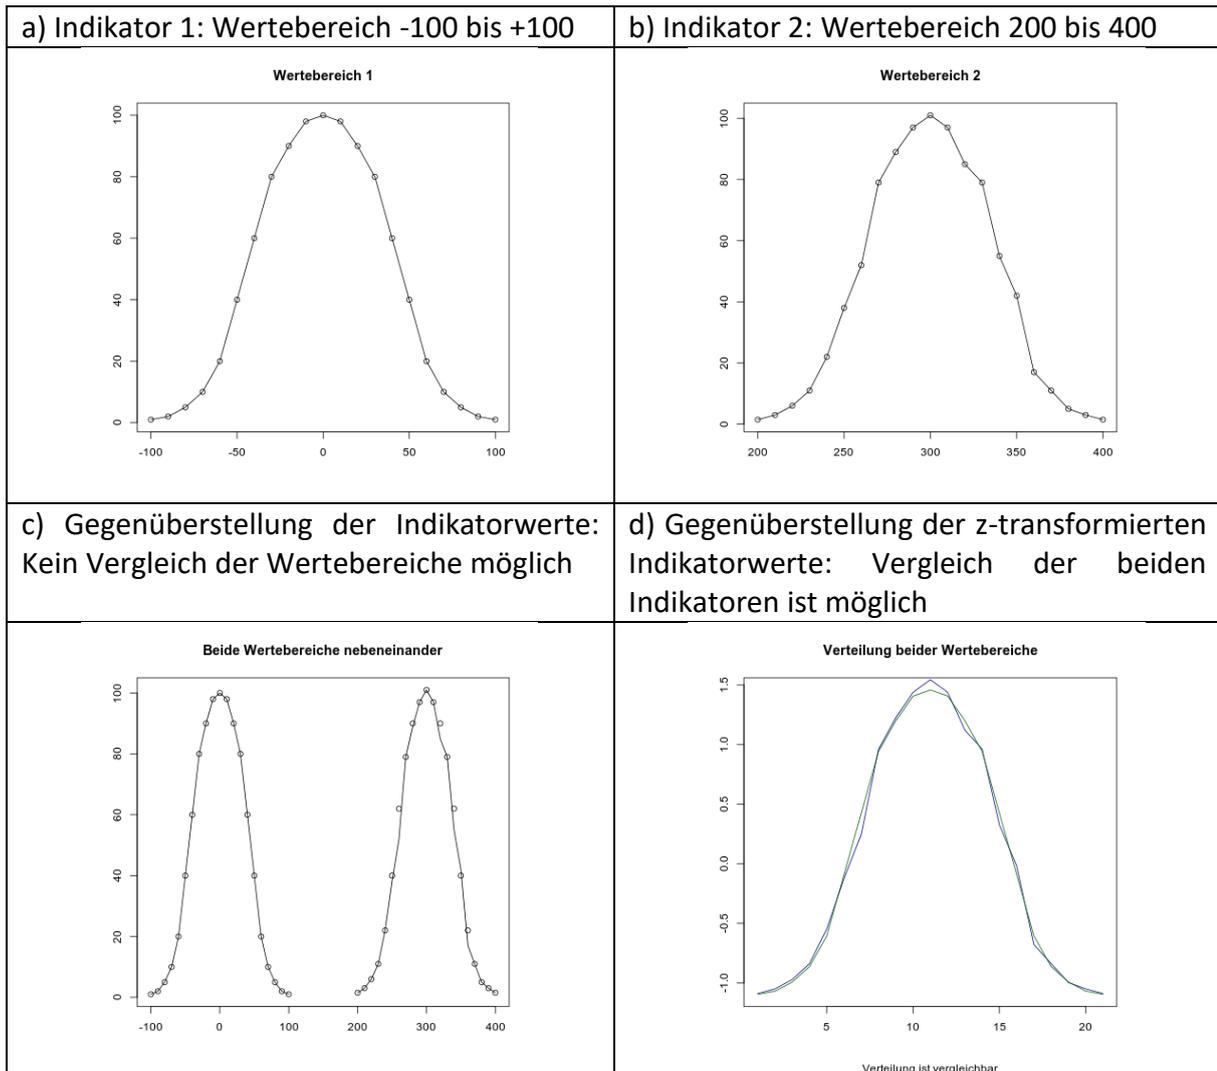 a) Indikator 1: Wertebereich -100 bis +100
b) Indikator 2: Wertebereich 200 bis 400
Wertebereich 1
100
80
60
40
20
0
-100 -50 0 50 100
Wertebereich 2
100
80
60
40
20
0
200 250 300 350 400
c) Gegenüberstellung der Indikatorwerte:
Kein Vergleich der Wertebereiche möglich
d) Gegenüberstellung der z-transformierten
Indikatorwerte: Vergleich der beiden
Indikatoren ist möglich
Beide Wertebereiche nebeneinander
100
80
60
40
20
0
-100 0 100 200 300 400
Verteilung beider Wertebereiche
1.5
1.0
0.5
0.0
-0.5
-1.0
5 10 15 20
Verteilung ist vergleichbar